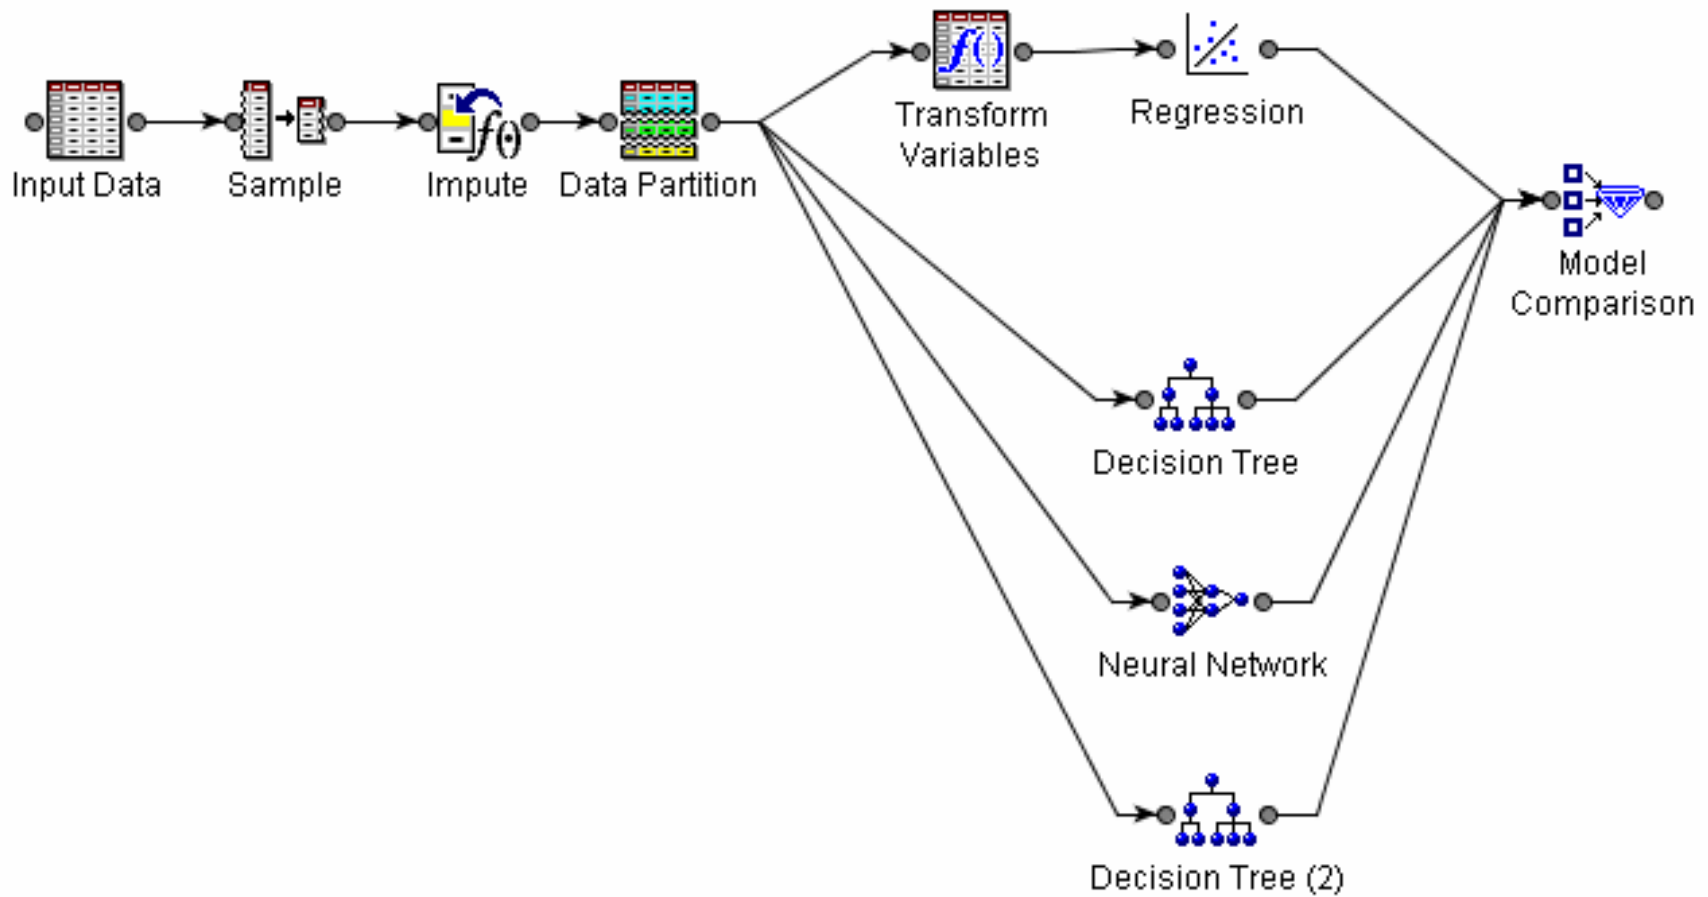 Input Data
Sample
Impute
Data Partition
Transform
Variables
Regression
Model
Comparison
Decision Tree
Neural Network
Decision Tree (2)